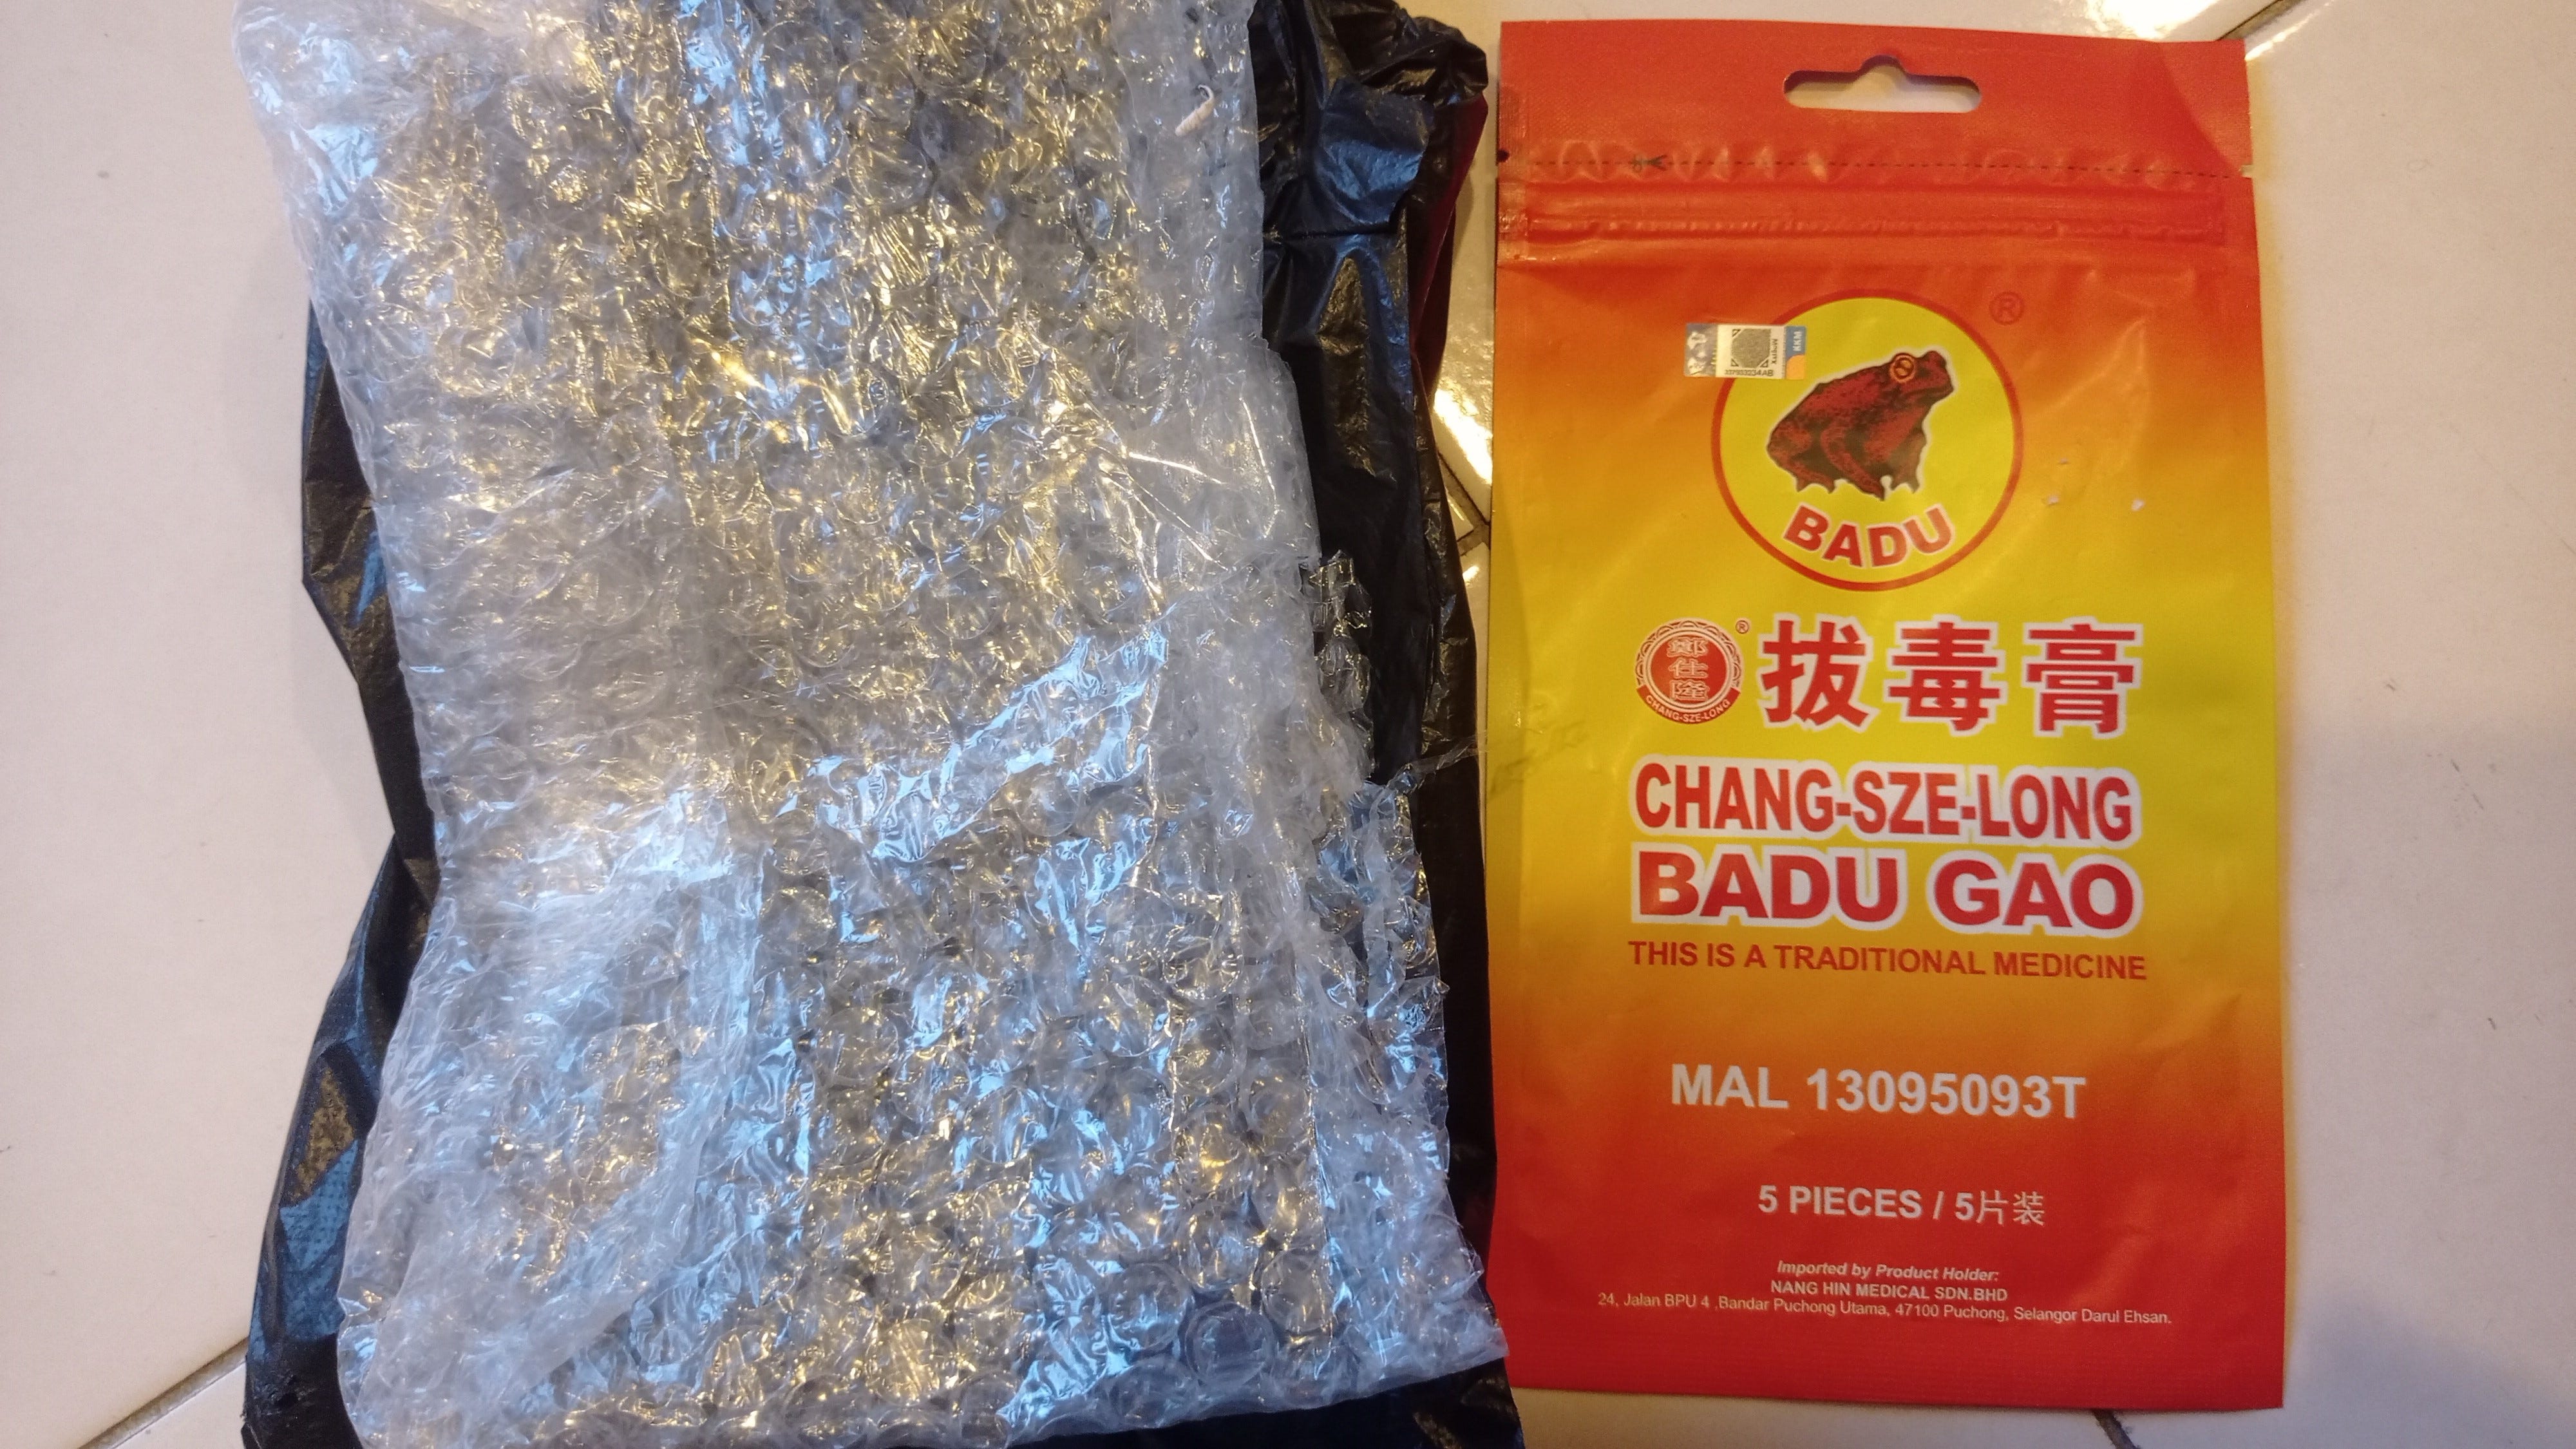 ®
BADU
鄭仕隆
CHANG-SZE-LONG
®
拔毒膏
CHANG-SZE-LONG
BADU GAO
THIS IS A TRADITIONAL MEDICINE
MAL 13095093T
5 PIECES / 5片装
Imported by Product Holder:
NANG HIN MEDICAL SDN.BHD
24, Jalan BPU 4 ,Bandar Puchong Utama, 47100 Puchong, Selangor Darul Ehsan.